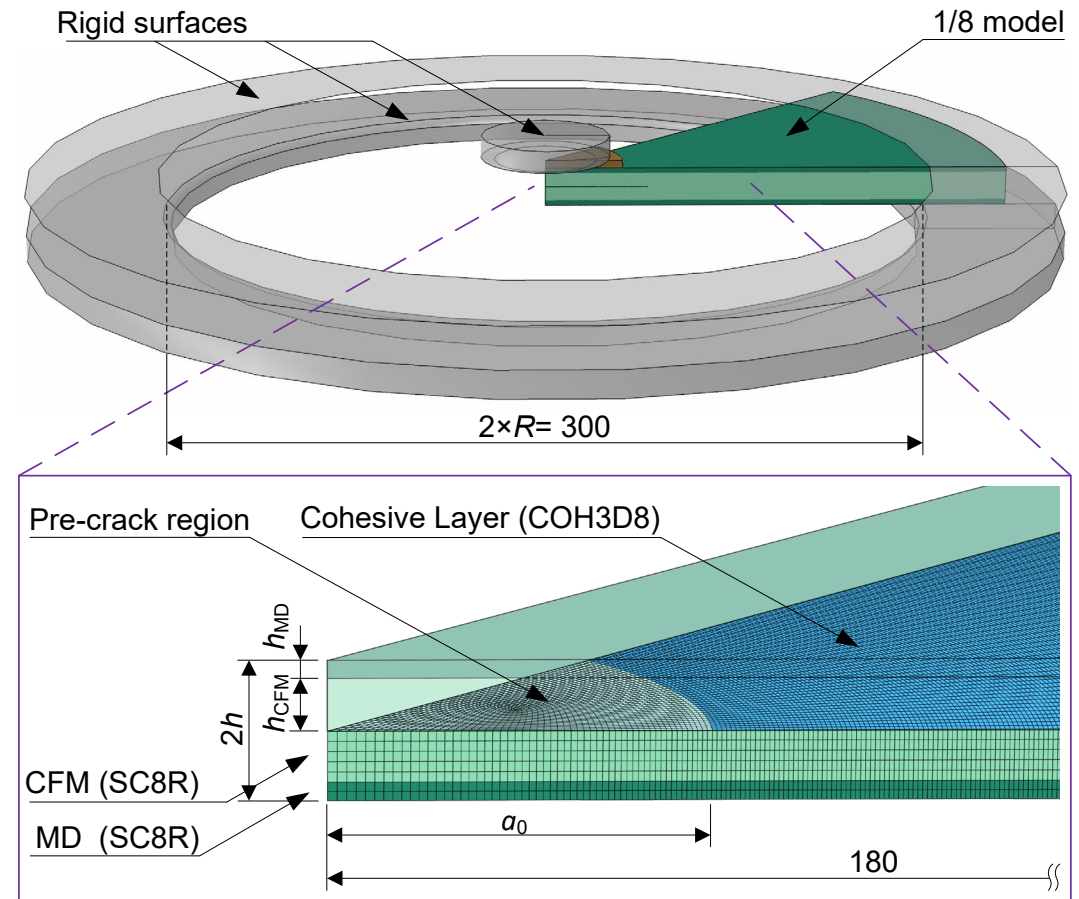 Rigid surfaces
1/8 model
2×R= 300
Pre-crack region
Cohesive Layer (COH3D8)
hMD
hCFM
2h
CFM (SC8R)
MD (SC8R)
a0
180